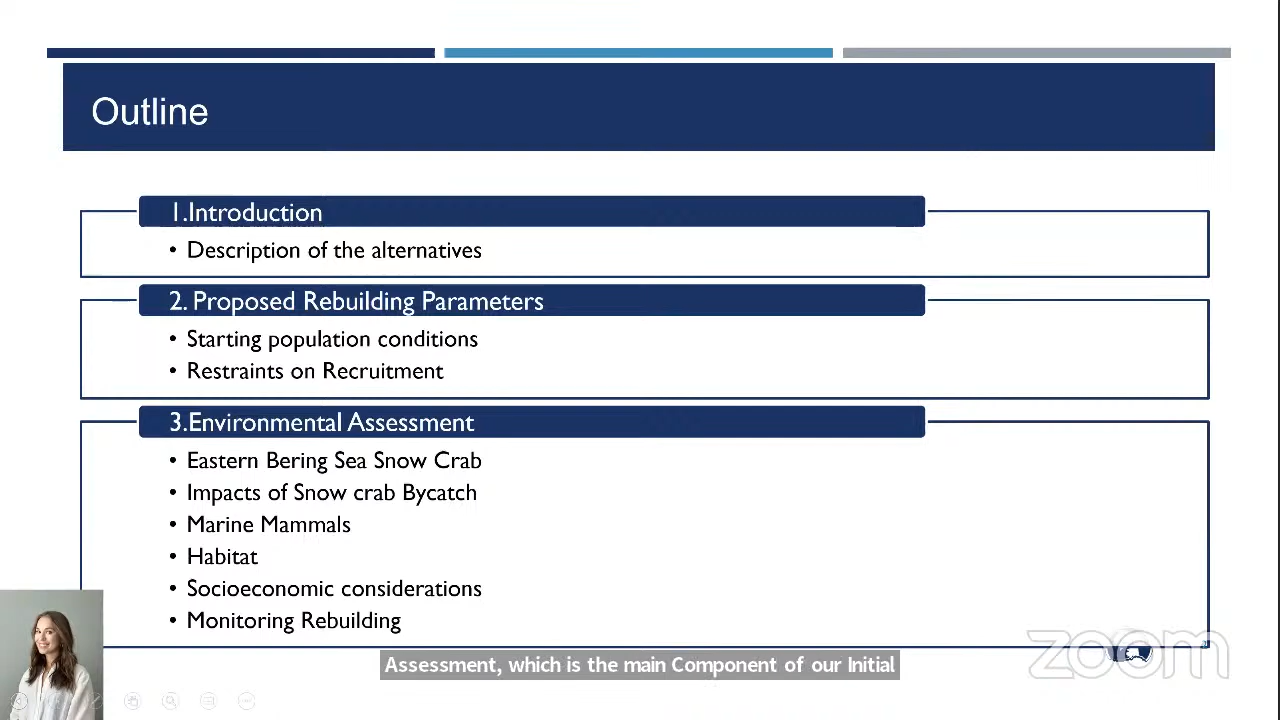 Outline
1.Introduction
• Description of the alternatives
2. Proposed Rebuilding Parameters
• Starting population conditions
• Restraints on Recruitment
3.Environmental Assessment
• Eastern Bering Sea Snow Crab
• Impacts of Snow crab Bycatch
• Marine Mammals
• Habitat
• Socioeconomic considerations
• Monitoring Rebuilding
Assessment, which is the main Component of our Initial
zoom